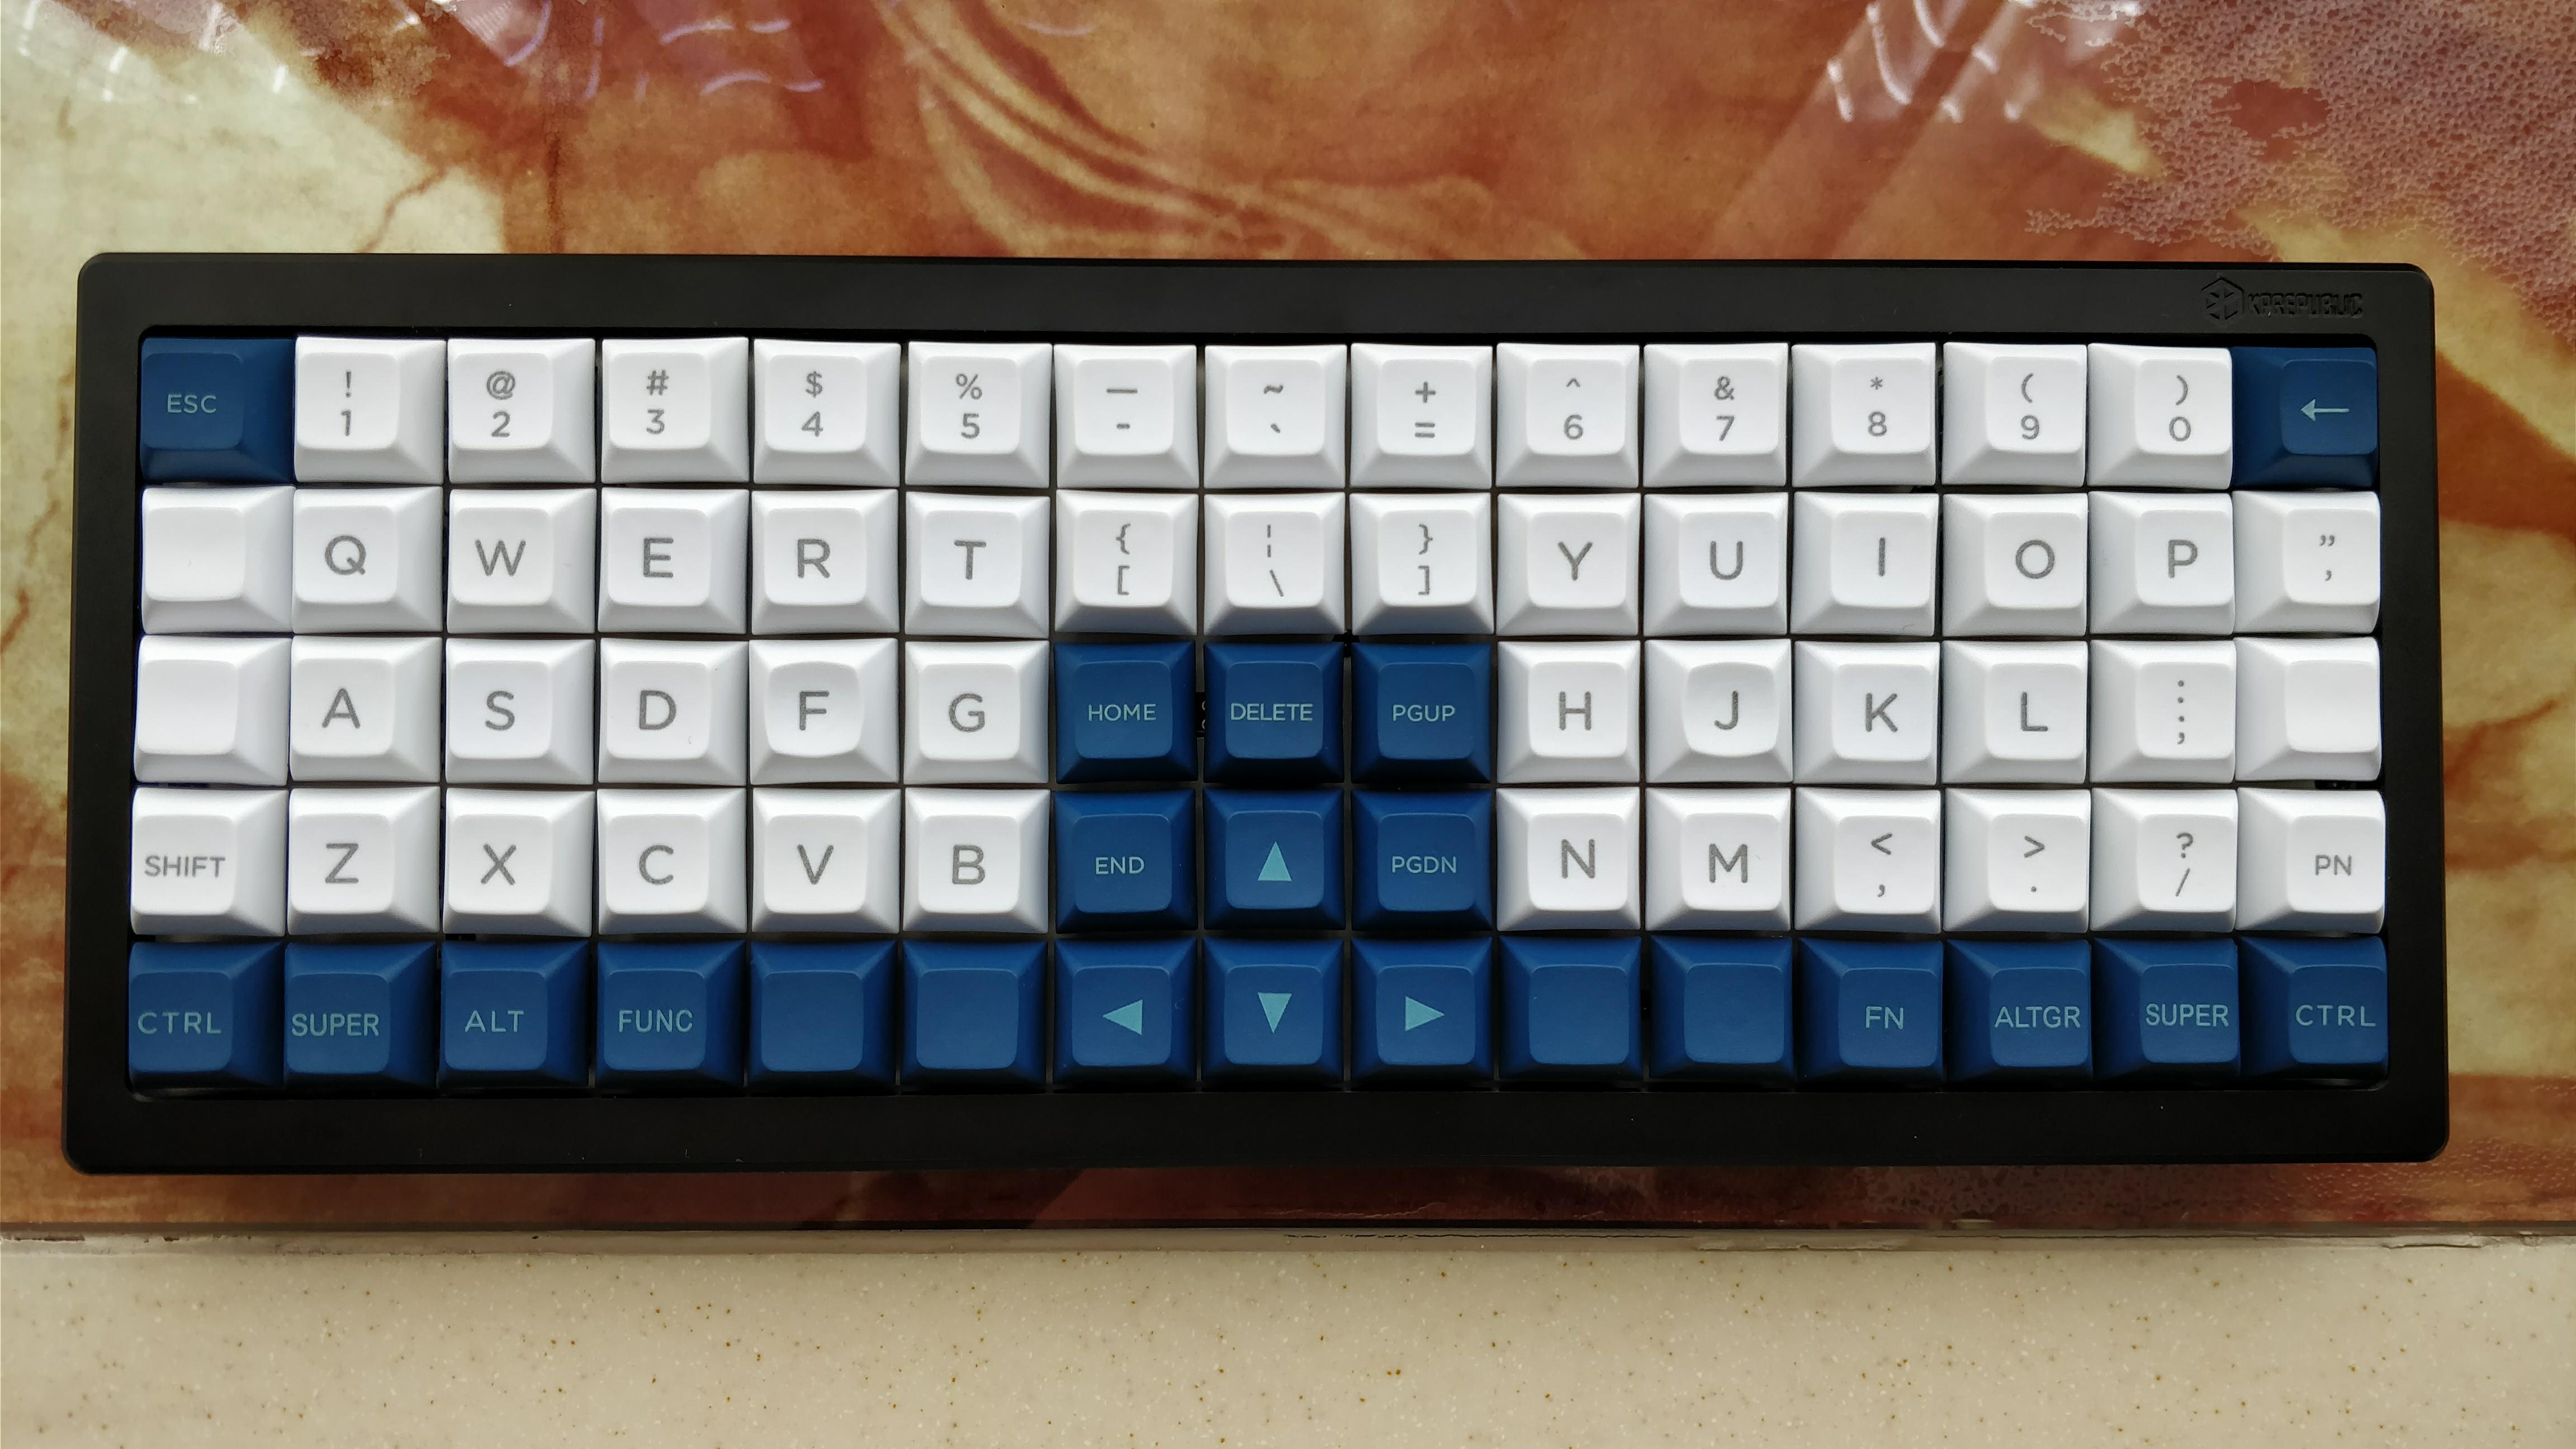 KPREPUBLIC
ESC ! 1 @ 2 # 3 $ 4 % 5 — - ~ ` + = ^ 6 & 7 * 8 ( 9 ) 0 ←
Q W E R T { [ ¦ \ } ] Y U I O P ” ’
A S D F G HOME DELETE PGUP H J K L : ;
SHIFT Z X C V B END ▲ PGDN N M < , > . ? / PN
CTRL SUPER ALT FUNC ◀ ▼ ▶ FN ALTGR SUPER CTRL